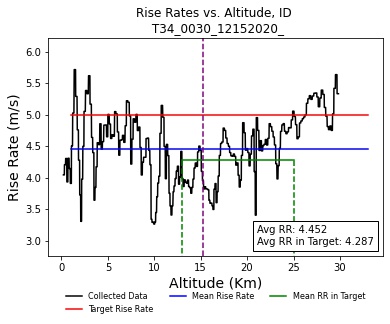 Rise Rates vs. Altitude, ID
T34_0030_12152020_
Rise Rate (m/s)
6.0
5.5
5.0
4.5
4.0
3.5
3.0
Avg RR: 4.452
Avg RR in Target: 4.287
0 5 10 15 20 25 30
Altitude (Km)
Collected Data Mean Rise Rate Mean RR in Target
Target Rise Rate